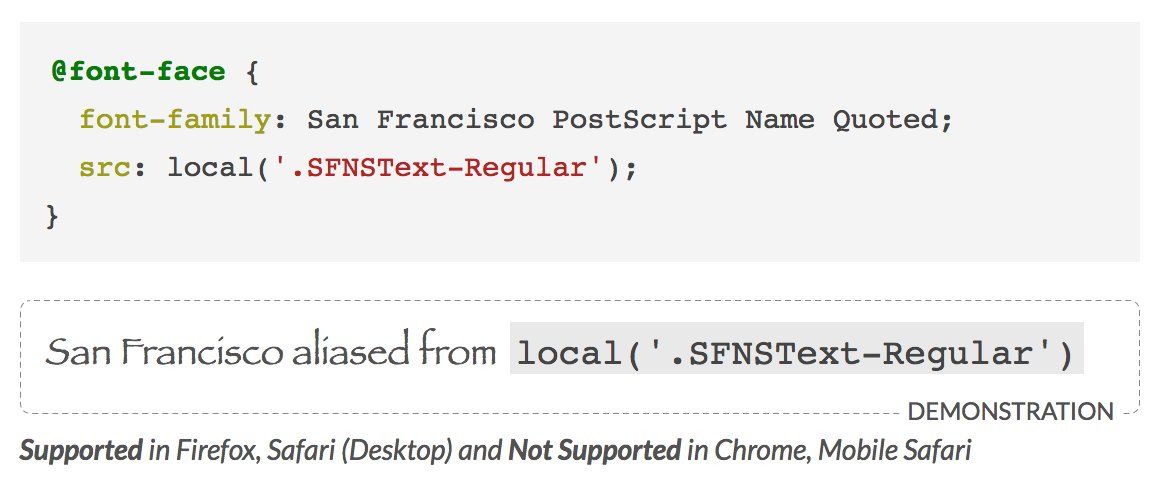 @font-face {
  font-family: San Francisco PostScript Name Quoted;
  src: local('.SFNSText-Regular');
}
San Francisco aliased from local('.SFNSText-Regular')
DEMONSTRATION
Supported in Firefox, Safari (Desktop) and Not Supported in Chrome, Mobile Safari